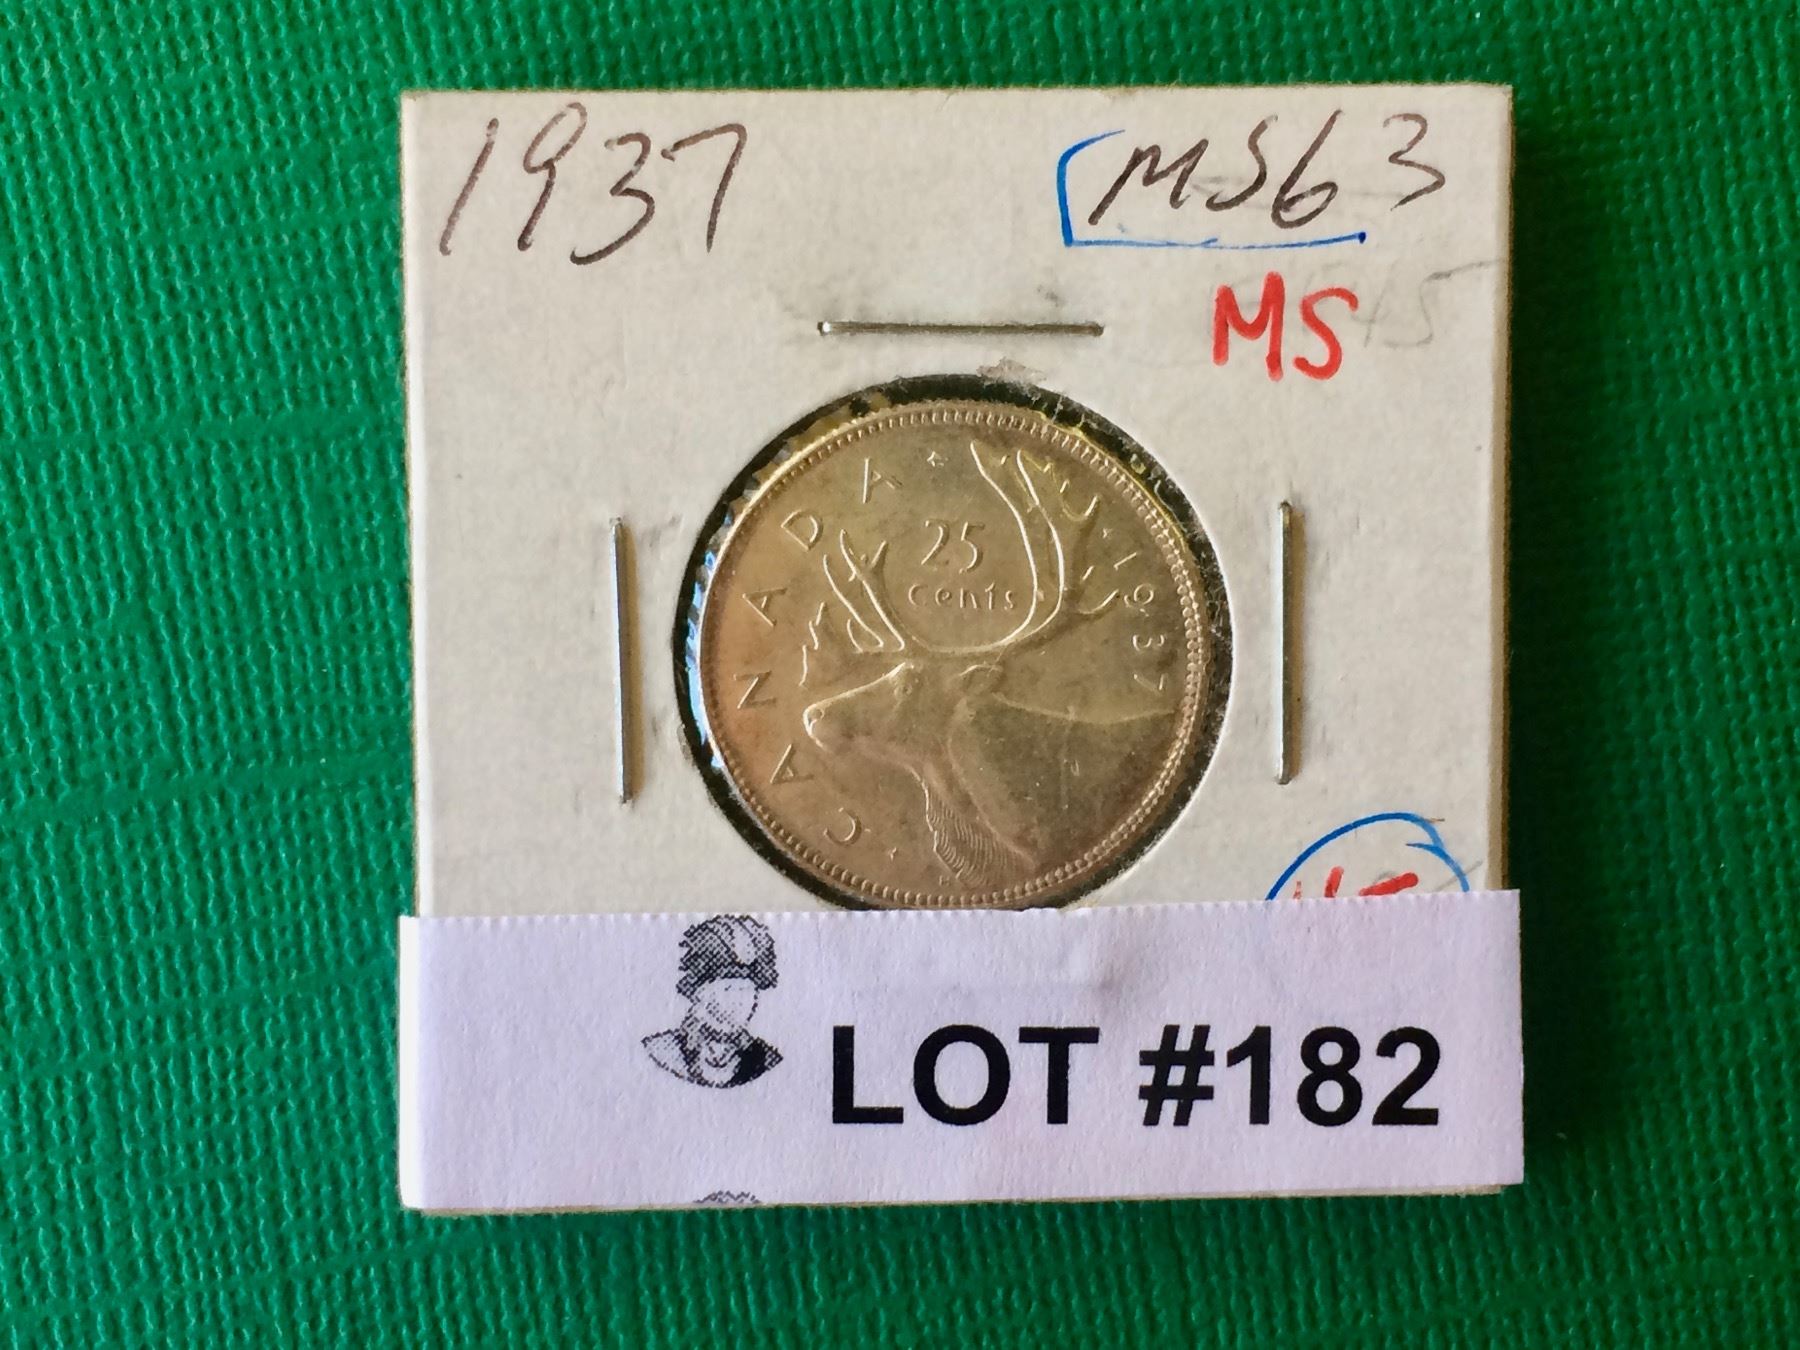 1937
MS63
MS
25
cents
CANADA
1937
H
LOT #182